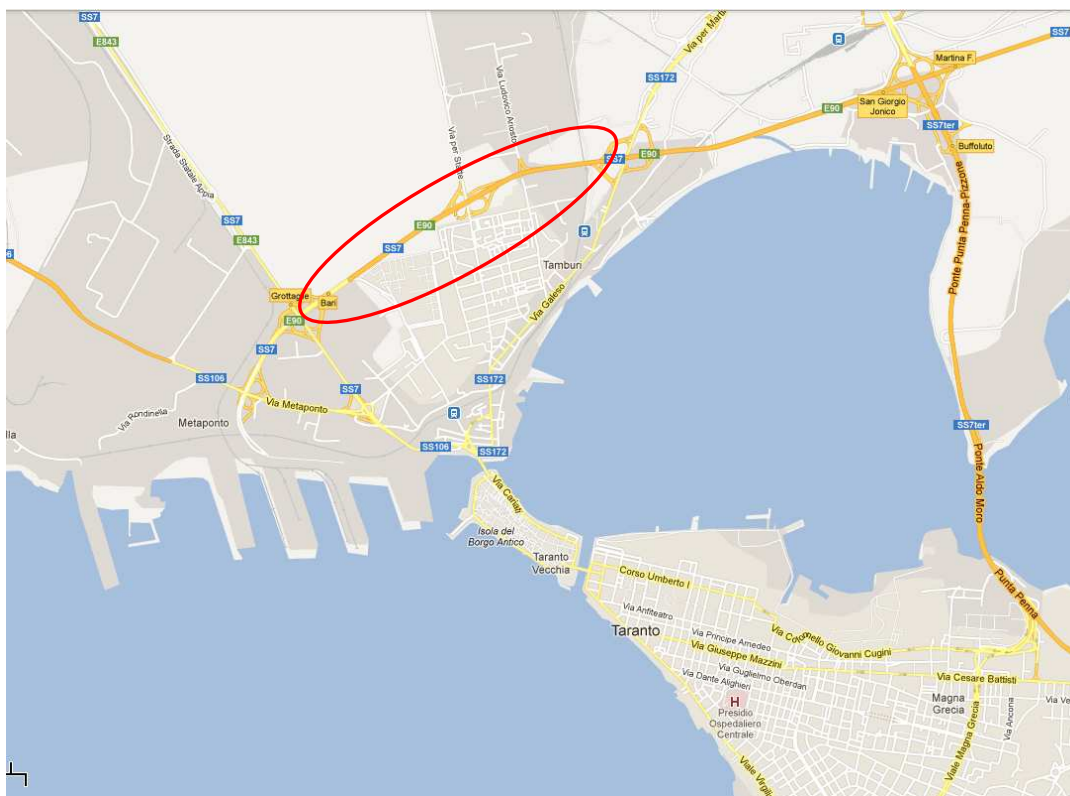 SS7
E843
Via per Martin
SS7
Martina F.
SS172
San Giorgio
Jonico
E90
SS7ter
Buffoluto
Via Ludovico Ariosto
Via per Statte
Strada Statale Appia
SS7
E90
SS7
E843
E90
SS7
Tamburi
Via Galeso
Ponte Punta Penna-Pizzone
Grottaglie
Bari
E90
SS7
SS106
SS7
SS172
Via Metaponto
Via Rondinella
Metaponto
SS106
SS172
SS7ter
Ponte Aldo Moro
Via Cariati
Isola del
Borgo Antico
Taranto
Vecchia
Corso Umberto I
Punta Penna
Via Anfiteatro
Taranto
Via Principe Amedeo
Via Colonnello Giovanni Cugini
Via Giuseppe Mazzini
Via Guglielmo Oberdan
Via Dante Alighieri
Via Cesare Battisti
H
Presidio
Ospedaliero
Centrale
Magna
Grecia
Via Ancona
Via Ve
Viale Magna Grecia
Viale Virgili